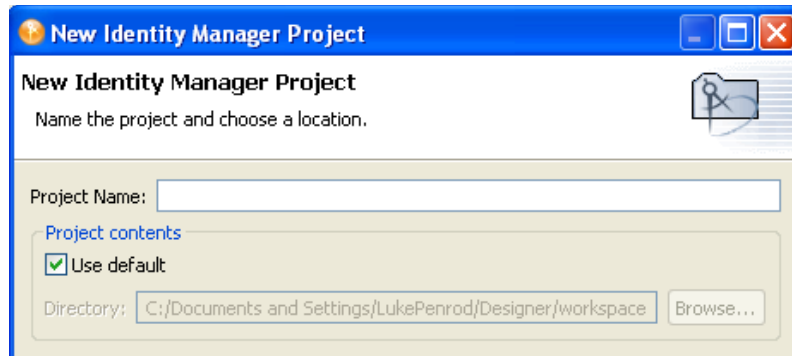 New Identity Manager Project
New Identity Manager Project
Name the project and choose a location.
Project Name:
Project contents
Use default
Directory: C:/Documents and Settings/LukePenrod/Designer/workspace Browse...